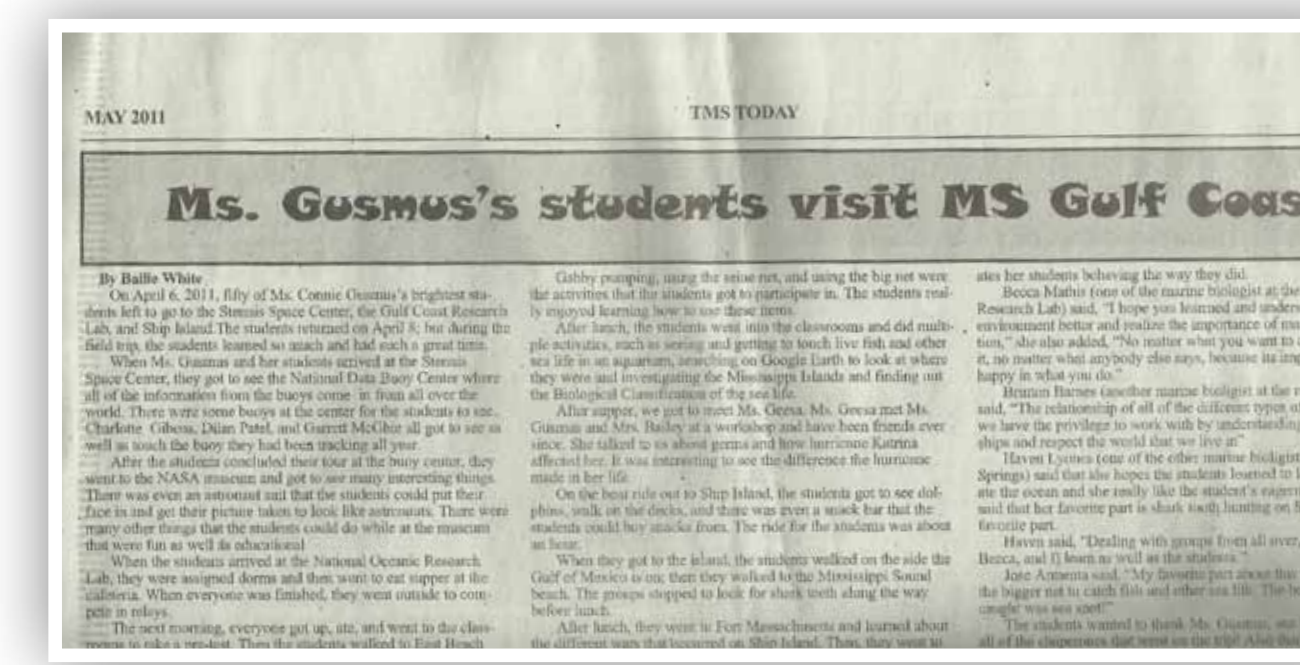 MAY 2011
TMS TODAY
Ms. Gusmus's students visit MS Gulf Coas
By Bailie White
On April 6, 2011, fifty of Ms. Connie Gusmus's brightest stu-
dents left to go to the Stennis Space Center, the Gulf Coast Research
Lab, and Ship Island. The students returned on April 8; but during the
field trip, the students learned so much and had such a great time.
When Ms. Gusmus and her students arrived at the Stennis
Space Center, they got to see the National Data Buoy Center where
all of the information from the buoys come in from all over the
world. There were some buoys at the center for the students to see.
Charlotte Gibson, Dilan Patel, and Garrett McGhee all got to see as
well as touch the buoy they had been tracking all year.
After the students concluded their tour at the buoy center, they
went to the NASA museum and got to see many interesting things.
There was even an astronaut suit that the students could put their
face in and get their picture taken to look like astronauts. There were
many other things that the students could do while at the museum
that were fun as well as educational
When the students arrived at the National Oceanic Research
Lab, they were assigned dorms and then went to eat supper at the
cafeteria. When everyone was finished, they went outside to com-
pete in relays.
The next morning, everyone got up, ate, and went to the class-
rooms to take a pre-test. Then the students walked to East Beach
Gabby pumping, using the seine net, and using the big net were
the activities that the students got to participate in. The students real-
ly enjoyed learning how to use these items.
After lunch, the students went into the classrooms and did multi-
ple activities, such as seeing and getting to touch live fish and other
sea life in an aquarium, searching on Google Earth to look at where
they were and investigating the Mississippi Islands and finding out
the Biological Classification of the sea life.
After supper, we got to meet Ms. Geesa. Ms. Geesa met Ms.
Gusmus and Mrs. Bailey at a workshop and have been friends ever
since. She talked to us about germs and how hurricane Katrina
affected her. It was interesting to see the difference the hurricane
made in her life.
On the boat ride out to Ship Island, the students got to see dol-
phins, walk on the decks, and there was even a snack bar that the
students could buy snacks from. The ride for the students was about
an hour.
When they got to the island, the students walked on the side the
Gulf of Mexico is on; then they walked to the Mississippi Sound
beach. The groups stopped to look for shark teeth along the way
before lunch.
After lunch, they went in Fort Massachusetts and learned about
the different wars that occurred on Ship Island. Then, they went to
ates her students behaving the way they did.
Becca Mathis (one of the marine biologist at the
Research Lab) said, "I hope you learned and unders
environment better and realize the importance of
tion," she also added, "No matter what you want to
it, no matter what anybody else says, because its imp
happy in what you do."
Barnes (another marine biologist at the
said, "The relationship of all of the different types of
we have the privilege to work with by understanding
ships and respect the world that we live in"
Haven (one of the other marine biologist
Springs) said that she hopes the students learned to
ate the ocean and she really like the student's
said that her favorite part is shark tooth hunting on
favorite part.
Haven said, "Dealing with groups from all over,
Becca, and I) learn as well as the students."
Jose Armenta said, "My favorite part about this
the bigger net to catch fish and other sea life. The
caught was sea spef!"
The students wanted to thank Ms. Gusmus, and
all of the chaperones that went on the trip! Also